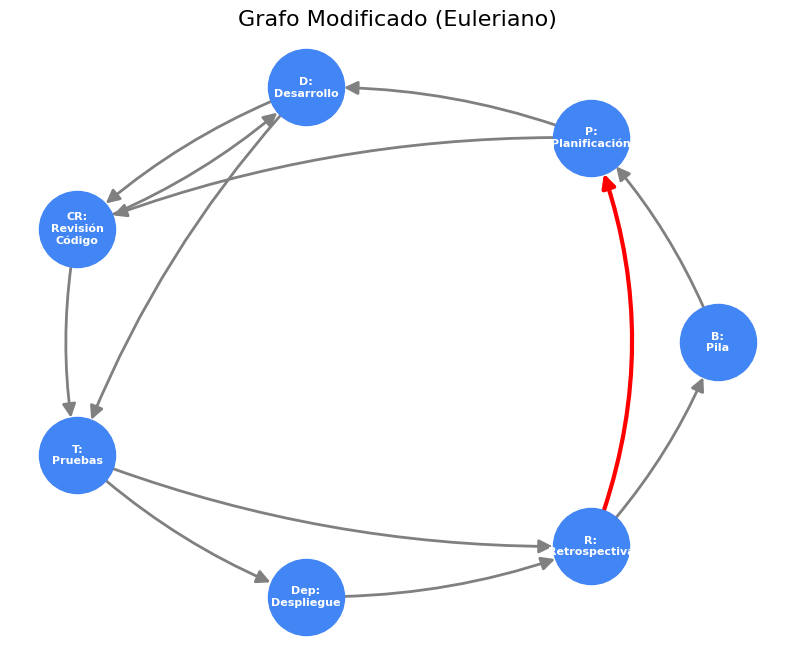 Grafo Modificado (Euleriano)
D:
Desarrollo
P:
Planificación
CR:
Revisión
Código
B:
Pila
T:
Pruebas
R:
Retrospectiva
Dep:
Despliegue